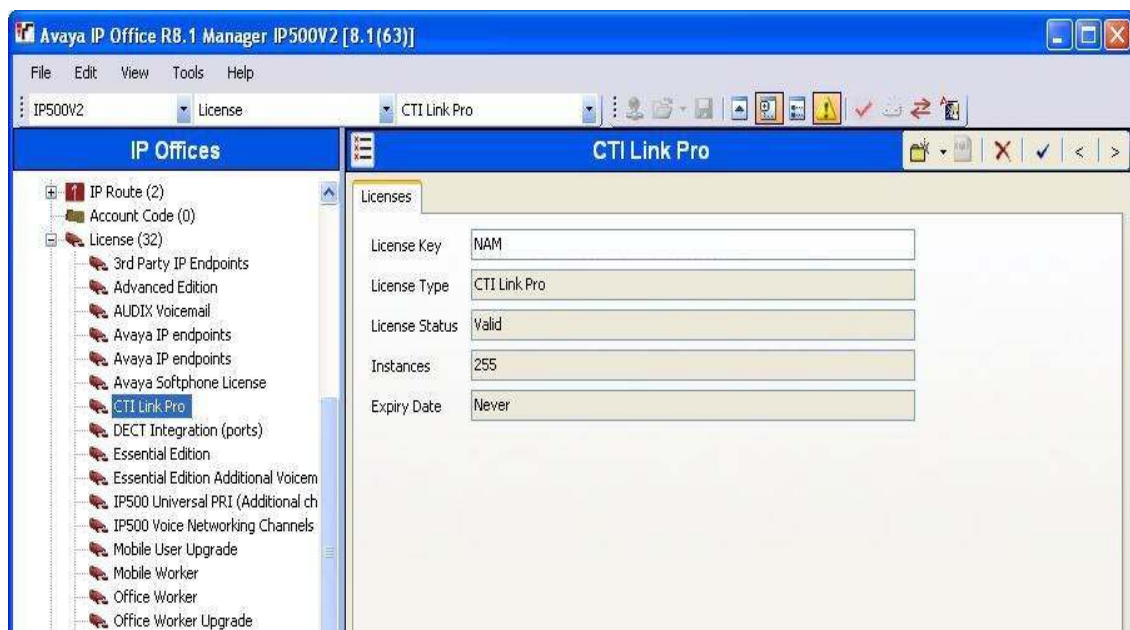 Avaya IP Office R8.1 Manager IP500V2 [8.1(63)]
File Edit View Tools Help
IP500V2 License CTI Link Pro
IP Offices
IP Route (2)
Account Code (0)
License (32)
3rd Party IP Endpoints
Advanced Edition
AUDIX Voicemail
Avaya IP endpoints
Avaya IP endpoints
Avaya Softphone License
CTI Link Pro
DECT Integration (ports)
Essential Edition
Essential Edition Additional Voicem
IP500 Universal PRI (Additional ch
IP500 Voice Networking Channels
Mobile User Upgrade
Mobile Worker
Office Worker
Office Worker Upgrade
CTI Link Pro
Licenses
License Key NAM
License Type CTI Link Pro
License Status Valid
Instances 255
Expiry Date Never